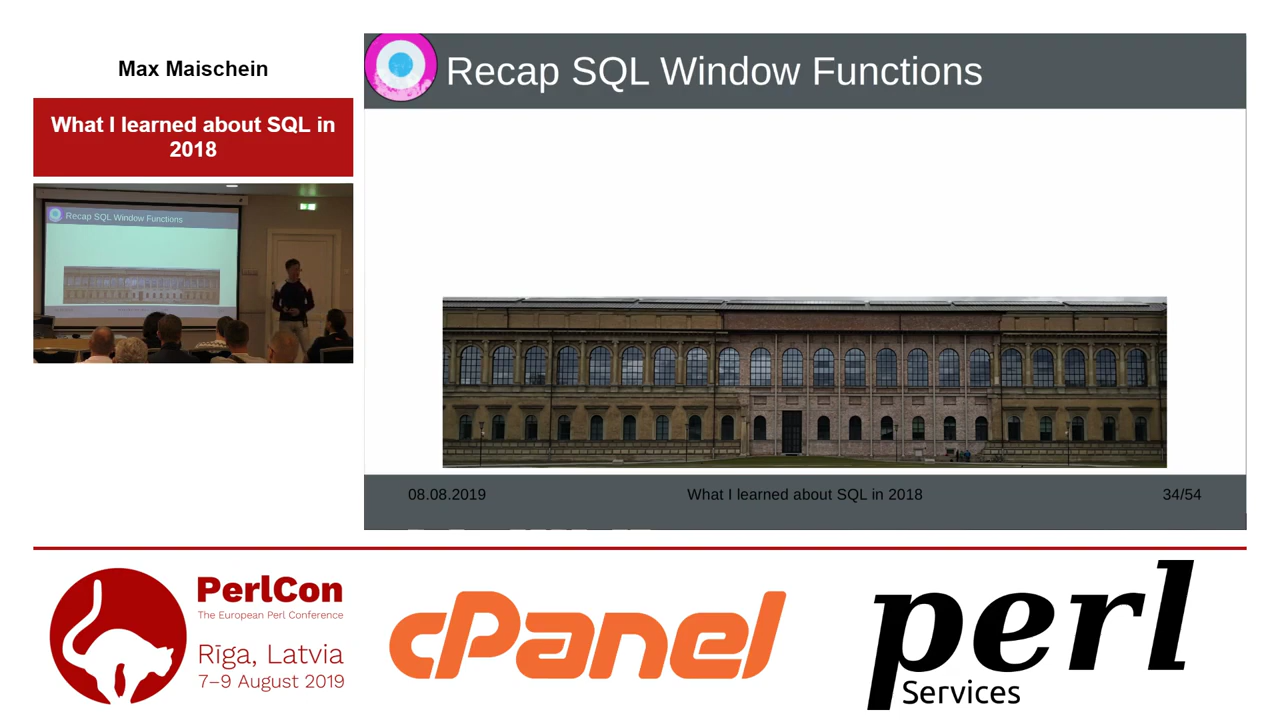 Max Maischein
What I learned about SQL in
2018
Recap SQL Window Functions
Recap SQL Window Functions
08.08.2019
What I learned about SQL in 2018
34/54
PerlCon
The European Perl Conference
Rīga, Latvia
7–9 August 2019
cPanel
perl
Services